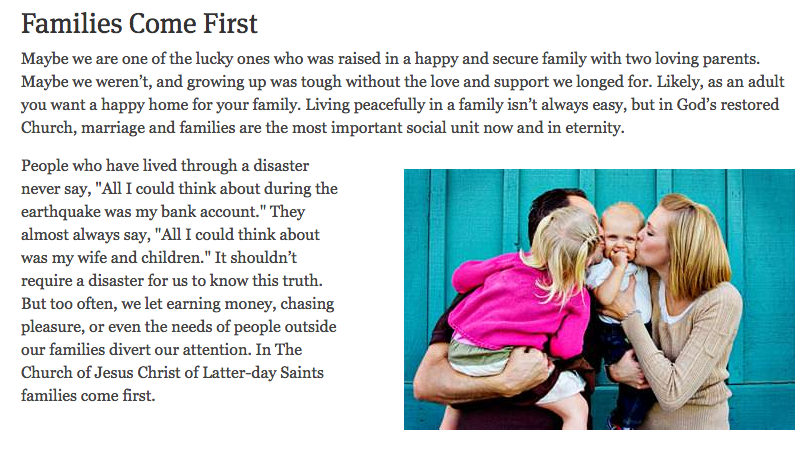 Families Come First
Maybe we are one of the lucky ones who was raised in a happy and secure family with two loving parents.
Maybe we weren’t, and growing up was tough without the love and support we longed for. Likely, as an adult
you want a happy home for your family. Living peacefully in a family isn’t always easy, but in God’s restored
Church, marriage and families are the most important social unit now and in eternity.
People who have lived through a disaster
never say, "All I could think about during the
earthquake was my bank account." They
almost always say, "All I could think about
was my wife and children." It shouldn’t
require a disaster for us to know this truth.
But too often, we let earning money, chasing
pleasure, or even the needs of people outside
our families divert our attention. In The
Church of Jesus Christ of Latter-day Saints
families come first.